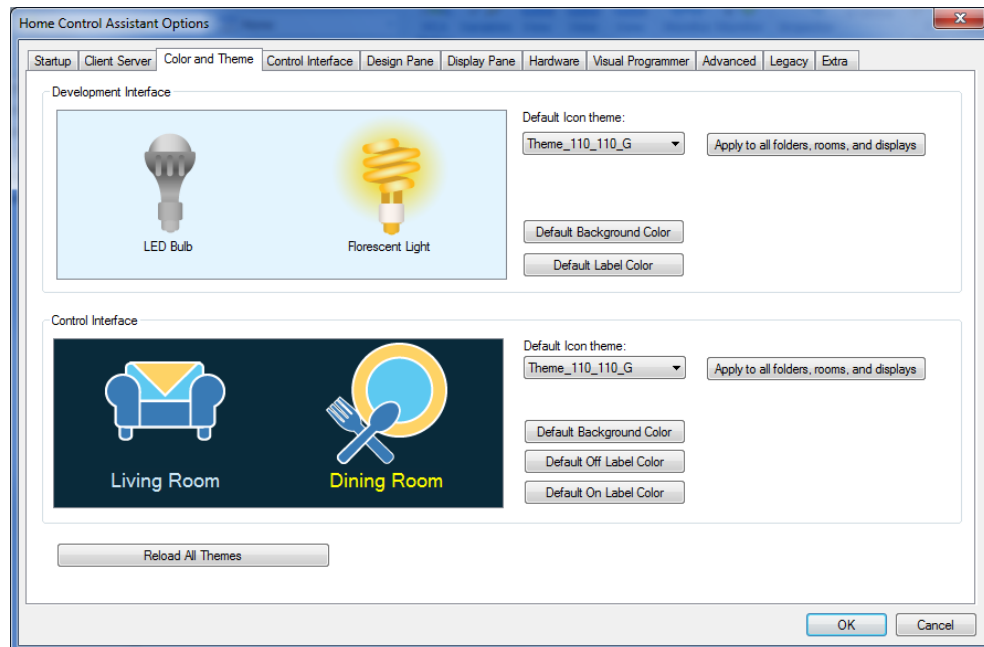 Home Control Assistant Options
Startup Client Server Color and Theme Control Interface Design Pane Display Pane Hardware Visual Programmer Advanced Legacy Extra
Development Interface
LED Bulb Florescent Light
Default Icon theme:
Theme_110_110_G Apply to all folders, rooms, and displays
Default Background Color
Default Label Color
Control Interface
Living Room Dining Room
Default Icon theme:
Theme_110_110_G Apply to all folders, rooms, and displays
Default Background Color
Default Off Label Color
Default On Label Color
Reload All Themes
OK Cancel